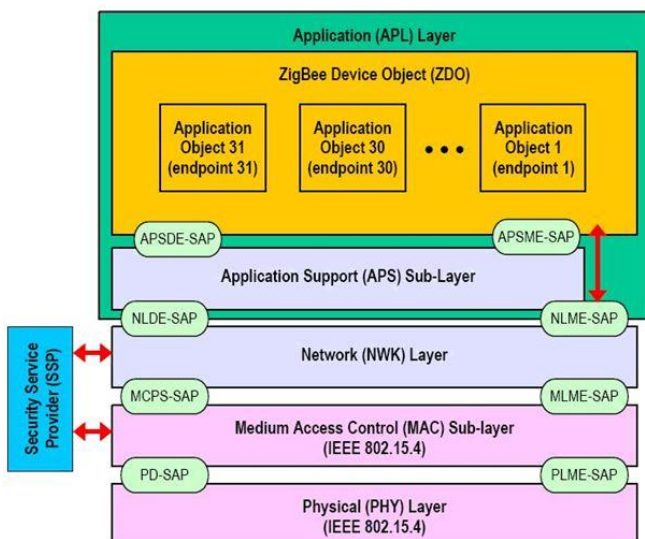 Application (APL) Layer
ZigBee Device Object (ZDO)
Application
Object 31
(endpoint 31)
Application
Object 30
(endpoint 30)
Application
Object 1
(endpoint 1)
APSDE-SAP
APSME-SAP
Application Support (APS) Sub-Layer
NLDE-SAP
NLME-SAP
Security Service
Provider (SSP)
Network (NWK) Layer
MCPS-SAP
MLME-SAP
Medium Access Control (MAC) Sub-layer
(IEEE 802.15.4)
PD-SAP
PLME-SAP
Physical (PHY) Layer
(IEEE 802.15.4)